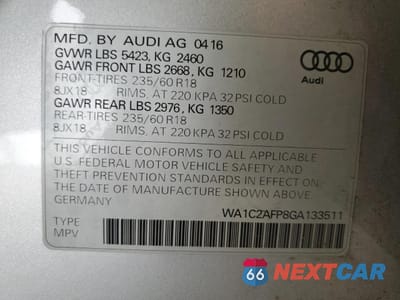 MFD. BY AUDI AG 04 16
GVWR LBS 5423, KG 2460
GAWR FRONT LBS 2668, KG 1210
FRONT-TIRES 235/60 R18
8JX18 RIMS, AT 220 KPA 32 PSI COLD
GAWR REAR LBS 2976, KG 1350
REAR-TIRES 235/60 R18
8JX18 RIMS, AT 220 KPA 32 PSI COLD
Audi
THIS VEHICLE CONFORMS TO ALL APPLICABLE
U.S. FEDERAL MOTOR VEHICLE SAFETY AND
THEFT PREVENTION STANDARDS IN EFFECT ON
THE DATE OF MANUFACTURE SHOWN ABOVE.
GERMANY
WA1C2AFP8GA133511
TYPE
MPV
66 NEXTCAR